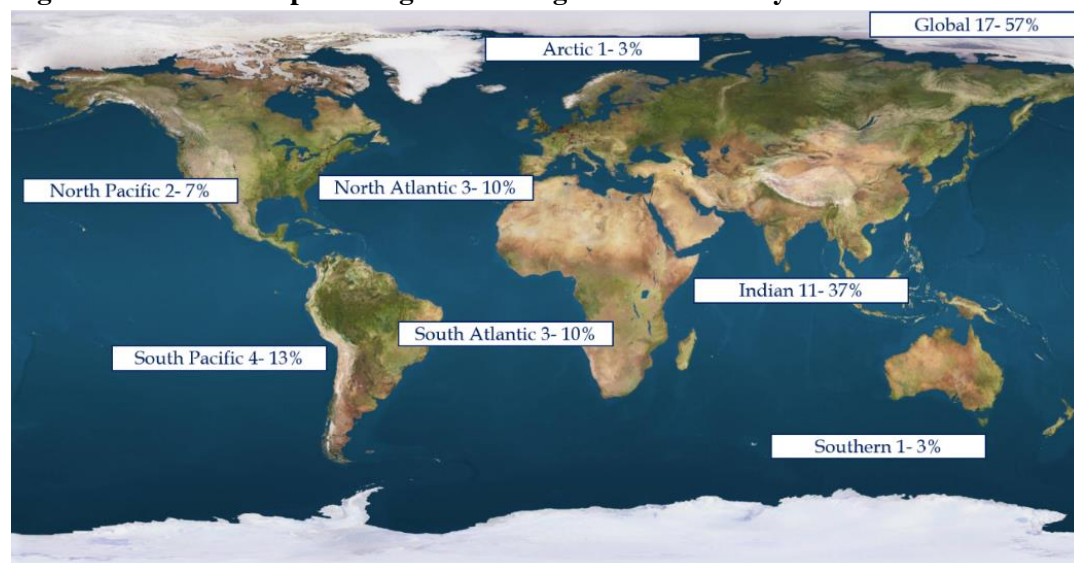 Global 17- 57%
Arctic 1- 3%
North Pacific 2- 7%
North Atlantic 3- 10%
Indian 11- 37%
South Atlantic 3- 10%
South Pacific 4- 13%
Southern 1- 3%